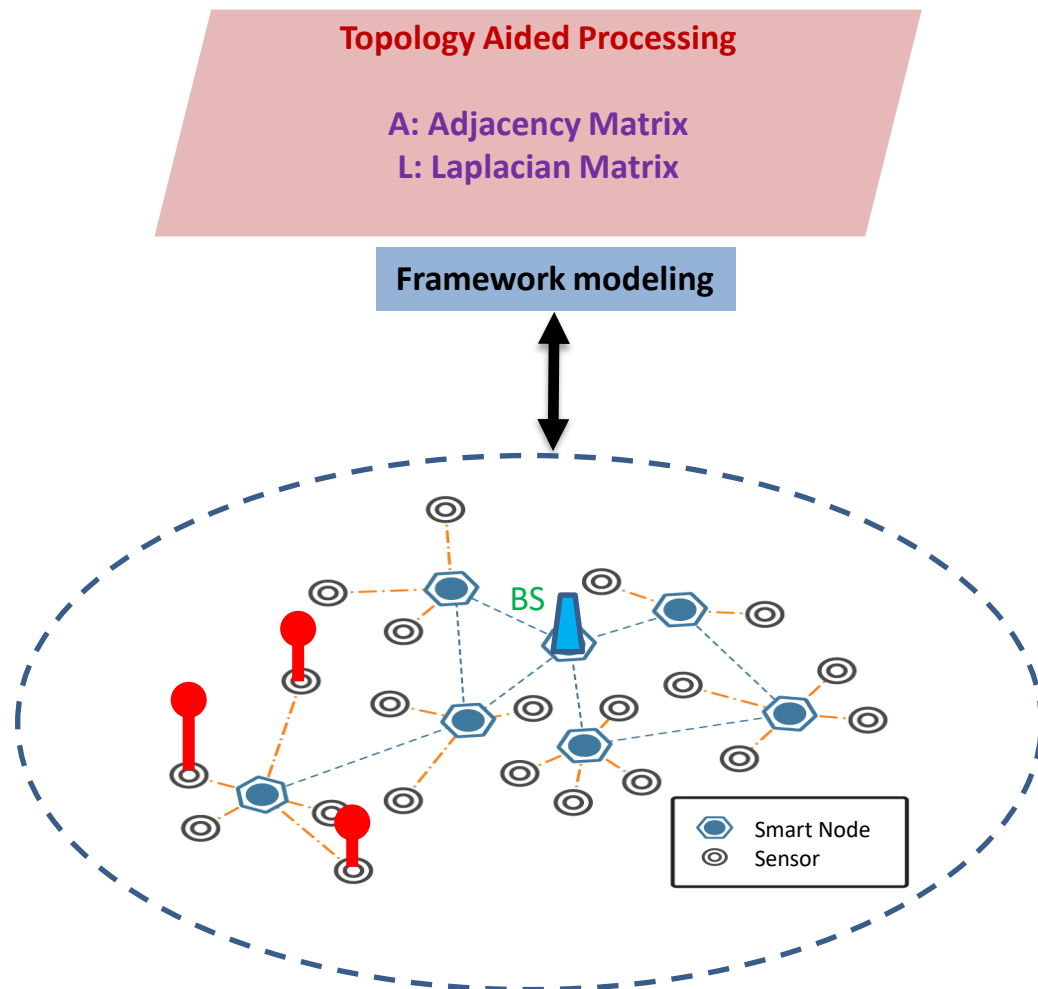 Topology Aided Processing
A: Adjacency Matrix
L: Laplacian Matrix
Framework modeling
BS
Smart Node
Sensor